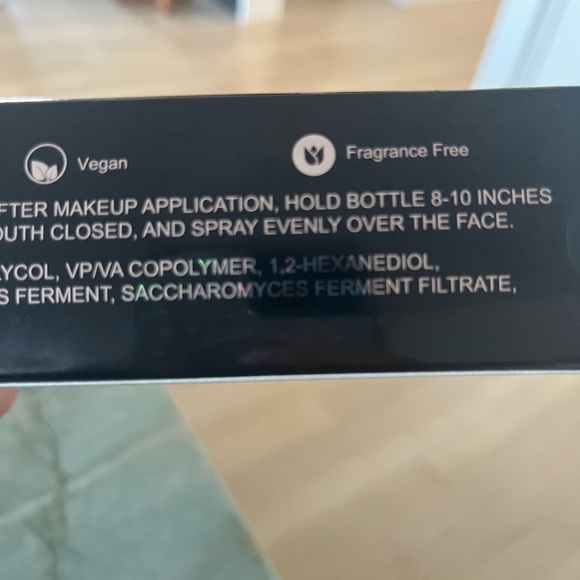 Vegan
Fragrance Free
FTER MAKEUP APPLICATION, HOLD BOTTLE 8-10 INCHES
OUTH CLOSED, AND SPRAY EVENLY OVER THE FACE.
LYCOL, VP/VA COPOLYMER, 1,2-HEXANEDIOL,
S FERMENT, SACCHAROMYCES FERMENT FILTRATE,